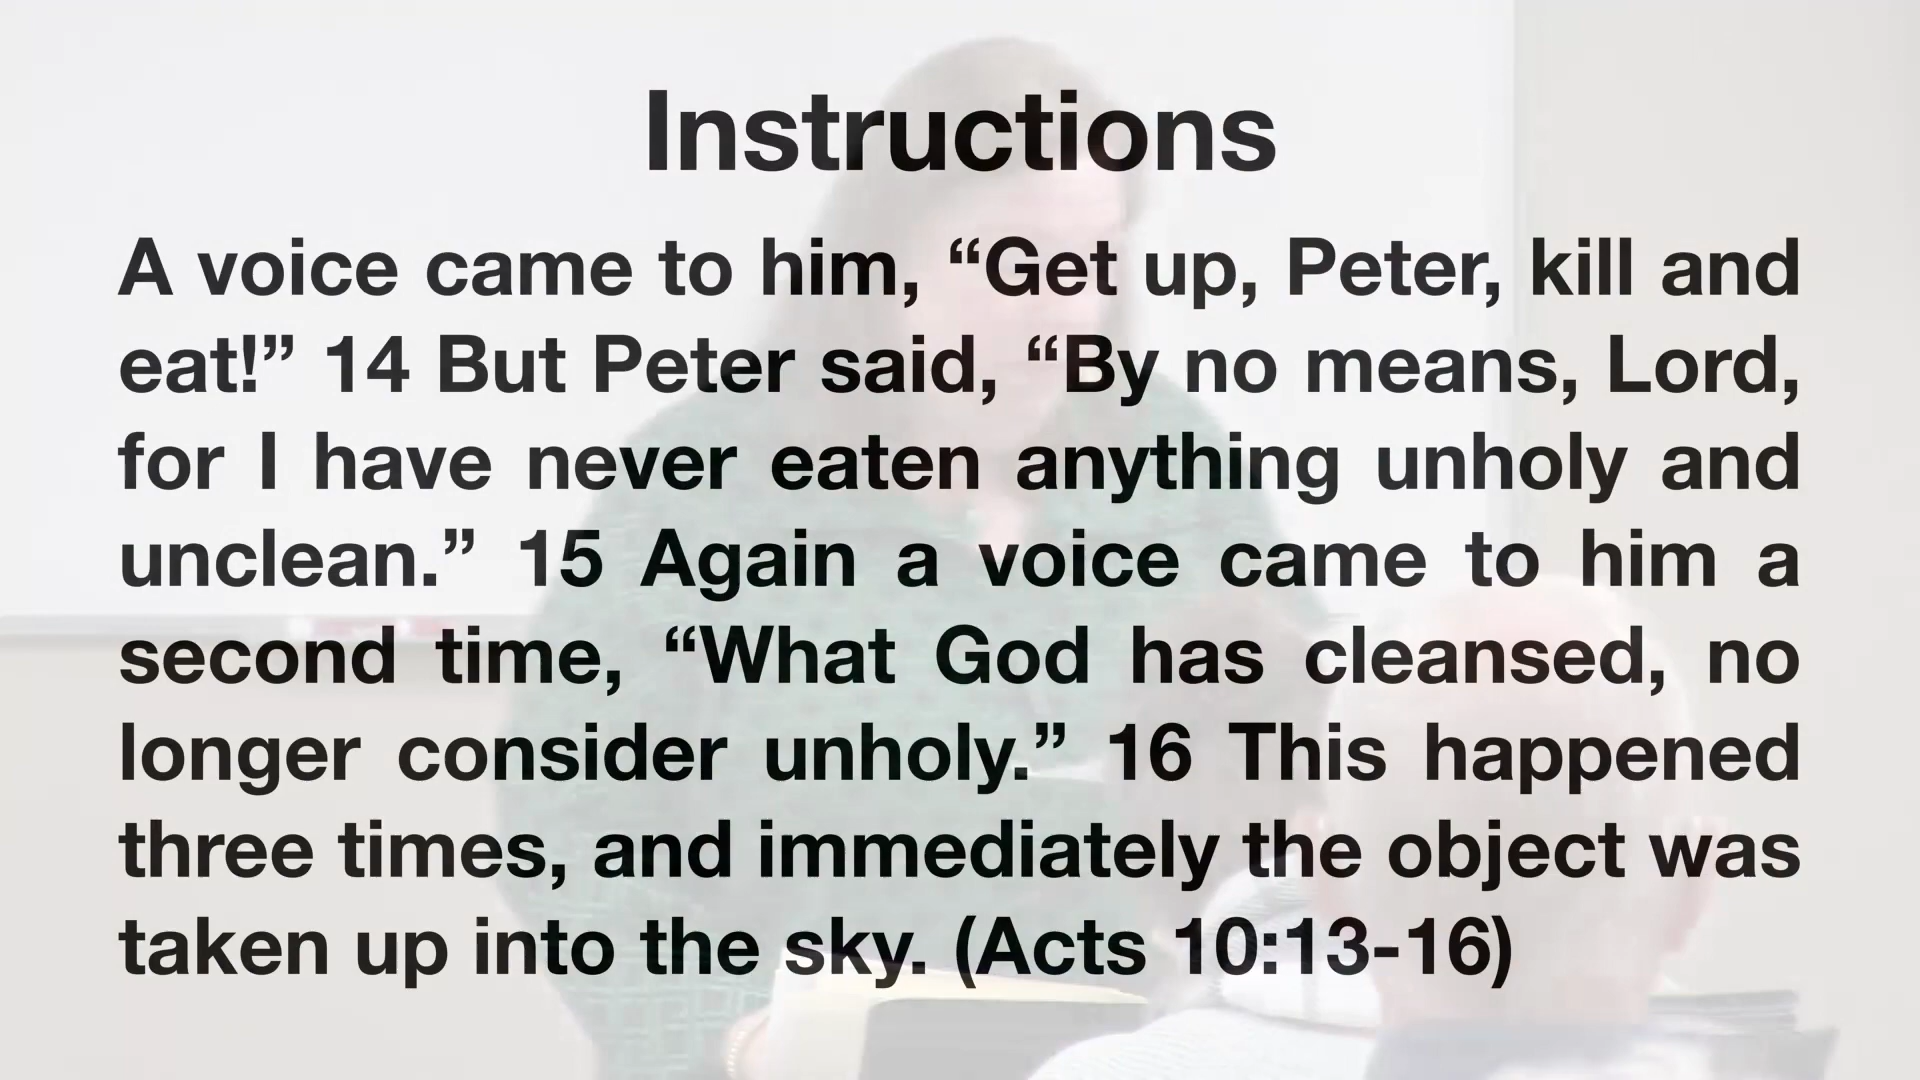 Instructions
A voice came to him, “Get up, Peter, kill and
eat!” 14 But Peter said, “By no means, Lord,
for I have never eaten anything unholy and
unclean.” 15 Again a voice came to him a
second time, “What God has cleansed, no
longer consider unholy.” 16 This happened
three times, and immediately the object was
taken up into the sky. (Acts 10:13-16)